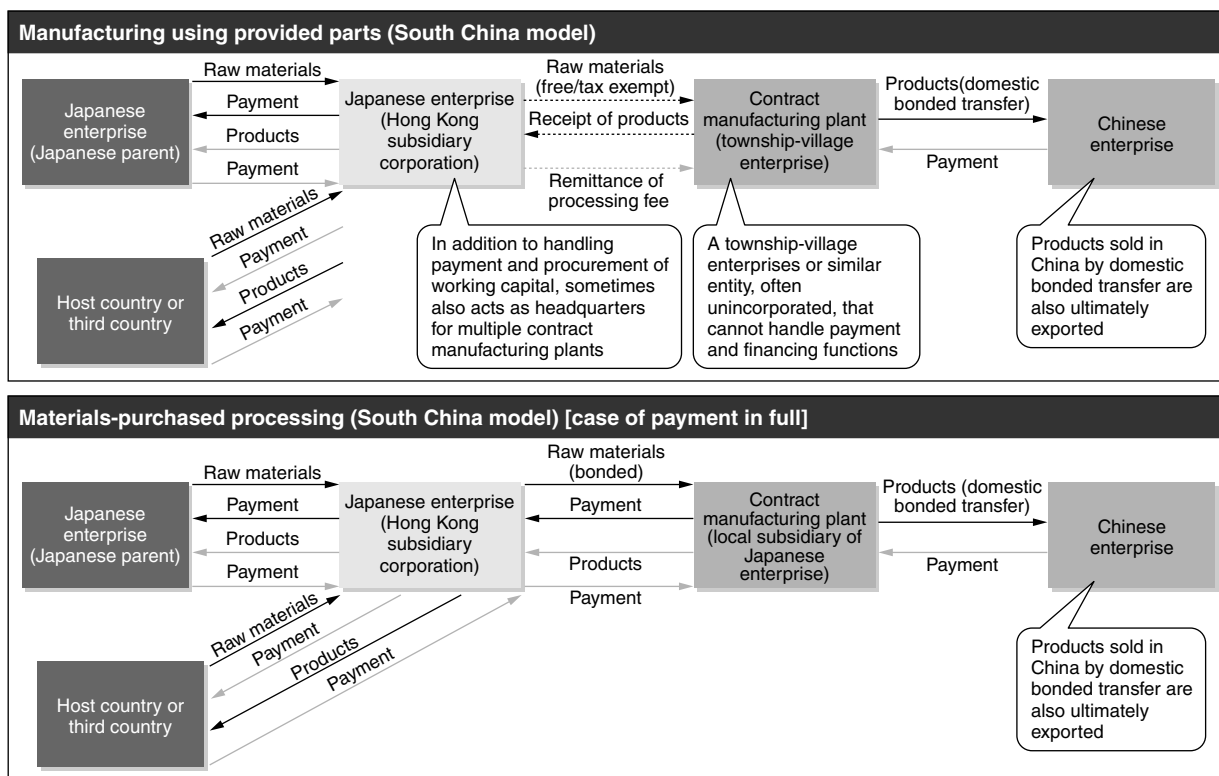 Manufacturing using provided parts (South China model)
Raw materials
Payment
Products
Payment
Japanese
enterprise
(Japanese parent)
Japanese enterprise
(Hong Kong
subsidiary
corporation)
Raw materials
(free/tax exempt)
Receipt of products
Remittance of
processing fee
Contract
manufacturing plant
(township-village
enterprise)
Products(domestic
bonded transfer)
Payment
Chinese
enterprise
Raw materials
Payment
Products
Payment
Host country or
third country
In addition to handling
payment and procurement of
working capital, sometimes
also acts as headquarters
for multiple contract
manufacturing plants
A township-village
enterprises or similar
entity, often
unincorporated, that
cannot handle payment
and financing functions
Products sold in
China by domestic
bonded transfer are
also ultimately
exported
Materials-purchased processing (South China model) [case of payment in full]
Raw materials
Payment
Products
Payment
Japanese
enterprise
(Japanese parent)
Japanese enterprise
(Hong Kong
subsidiary
corporation)
Raw materials
(bonded)
Payment
Products
Payment
Contract
manufacturing plant
(local subsidiary of
Japanese
enterprise)
Products (domestic
bonded transfer)
Payment
Chinese
enterprise
Raw materials
Payment
Products
Payment
Host country or
third country
Products sold in
China by domestic
bonded transfer are
also ultimately
exported